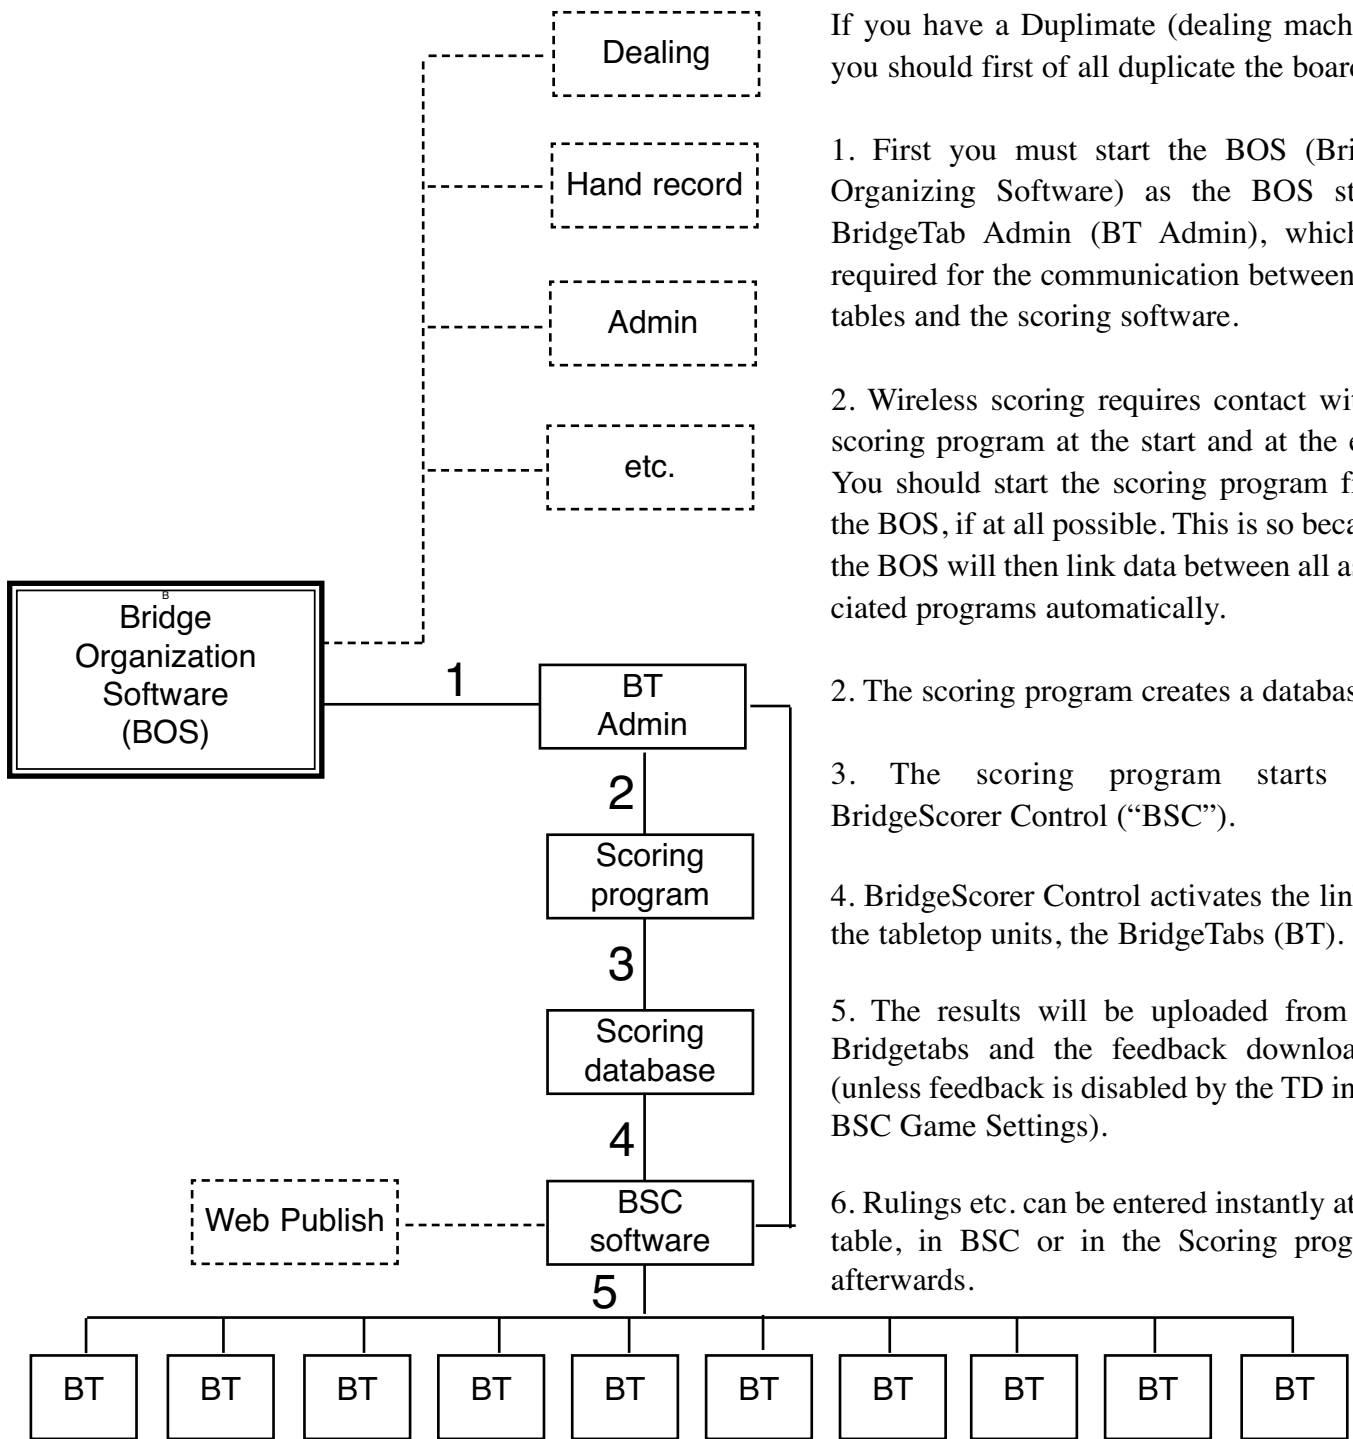 Dealing
Hand record
Admin
etc.
B
Bridge
Organization
Software
(BOS)
1
BT
Admin
2
Scoring
program
3
Scoring
database
4
Web Publish
BSC
software
5
BT BT BT BT BT BT BT BT BT BT
If you have a Duplimate (dealing mach
you should first of all duplicate the boar
1. First you must start the BOS (Bri
Organizing Software) as the BOS st
BridgeTab Admin (BT Admin), which
required for the communication between
tables and the scoring software.
2. Wireless scoring requires contact wi
scoring program at the start and at the e
You should start the scoring program f
the BOS, if at all possible. This is so beca
the BOS will then link data between all a
ciated programs automatically.
2. The scoring program creates a databas
3. The scoring program starts
BridgeScorer Control (“BSC”).
4. BridgeScorer Control activates the lin
the tabletop units, the BridgeTabs (BT).
5. The results will be uploaded from
Bridgetabs and the feedback downloa
(unless feedback is disabled by the TD in
BSC Game Settings).
6. Rulings etc. can be entered instantly at
table, in BSC or in the Scoring prog
afterwards.